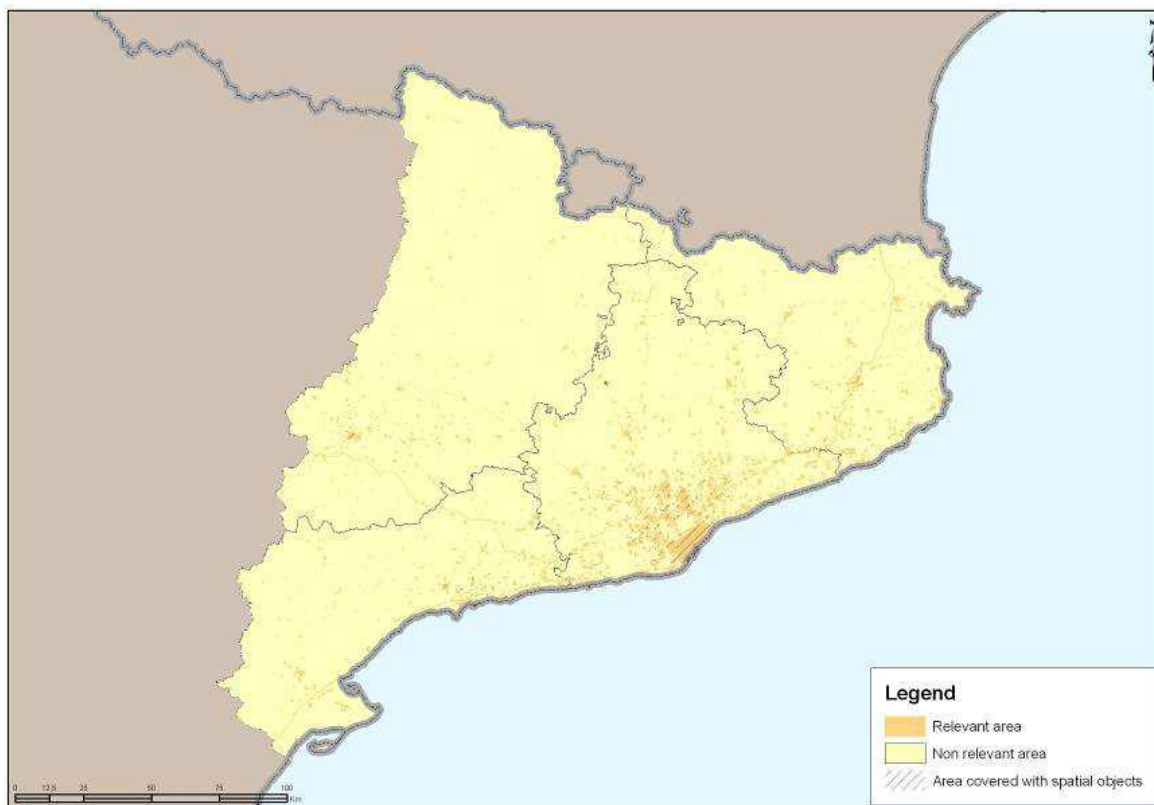 Legend
Relevant area
Non relevant area
Area covered with spatial objects
0 12,5 25 50 75 100
Km